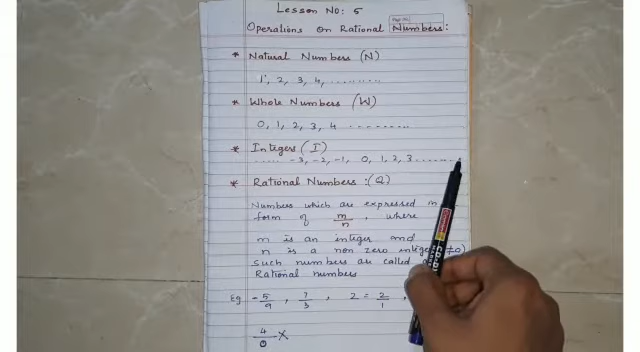 Lesson No: 5
Operations On Rational Numbers:
* Natural Numbers (N)
1, 2, 3, 4, .........
* Whole Numbers (W)
0, 1, 2, 3, 4 ---------
* Integers (I)
..... -3, -2, -1, 0, 1, 2, 3 .......
* Rational Numbers :(Q)
Numbers which are expressed in
form of m/n, where
m is an integer and
n is a non zero integer ≠0)
Such numbers are called
Rational numbers
Eg -5/9, 7/3, 2 = 2/1,
4/0 X